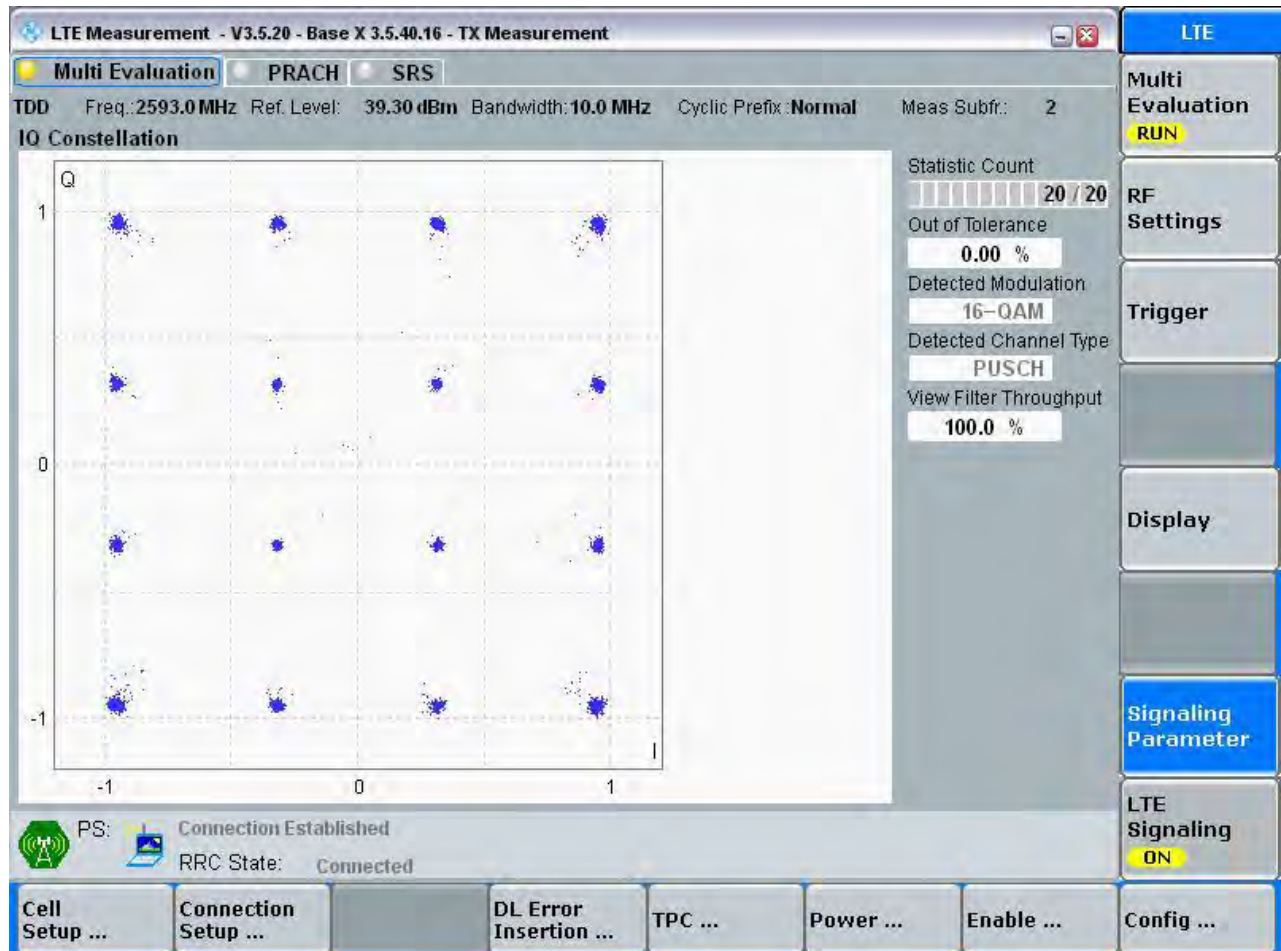 LTE Measurement - V3.5.20 - Base X 3.5.40.16 - TX Measurement
LTE
Multi Evaluation PRACH SRS
TDD Freq.:2593.0 MHz Ref. Level: 39.30 dBm Bandwidth:10.0 MHz Cyclic Prefix :Normal Meas Subfr.: 2
IQ Constellation
Q
1
0
-1
I
-1 0 1
Statistic Count
20 / 20
Out of Tolerance
0.00 %
Detected Modulation
16-QAM
Detected Channel Type
PUSCH
View Filter Throughput
100.0 %
Multi
Evaluation
RUN
RF
Settings
Trigger
Display
Signaling
Parameter
LTE
Signaling
ON
PS: Connection Established
RRC State: Connected
Cell
Setup ...
Connection
Setup ...
DL Error
Insertion ...
TPC ...
Power ...
Enable ...
Config ...